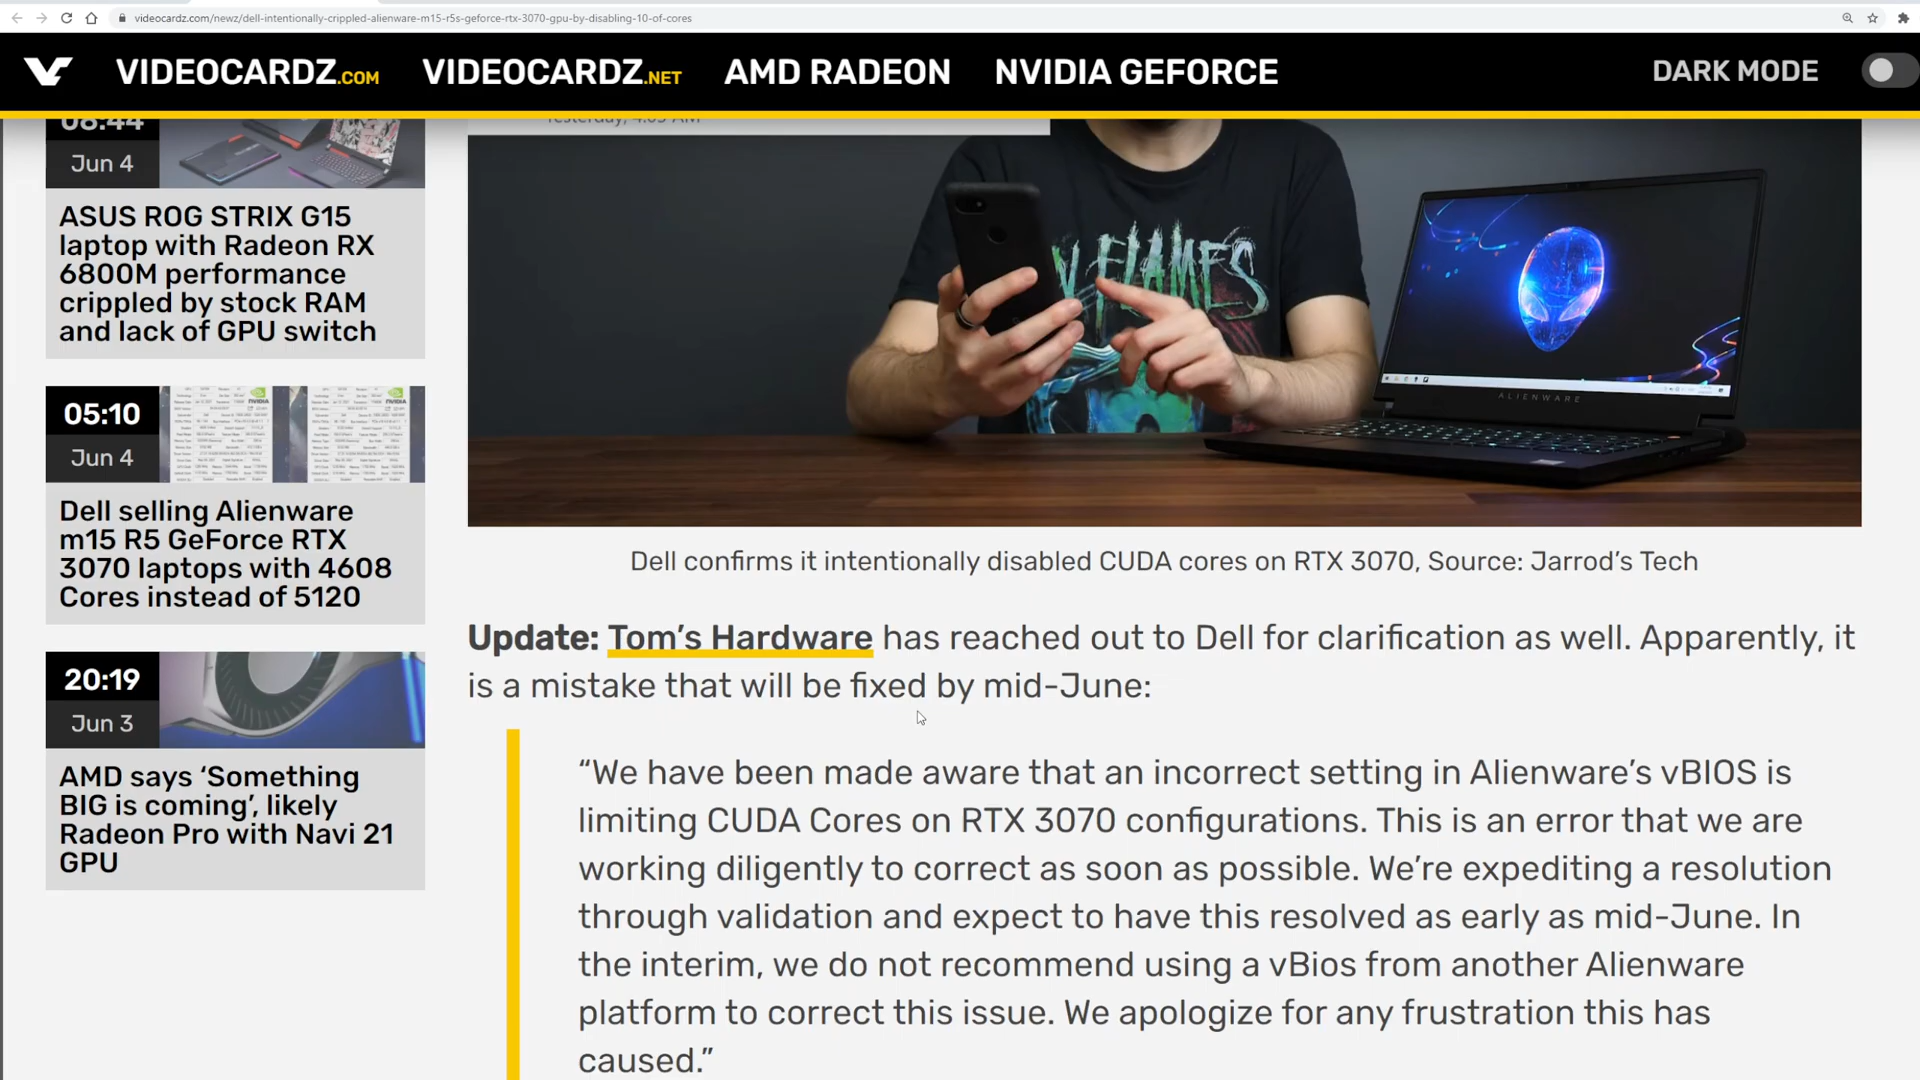 videocardz.com/newz/dell-intentionally-crippled-alienware-m15-r5s-geforce-rtx-3070-gpu-by-disabling-10-of-cores
VIDEOCARDZ.COM VIDEOCARDZ.NET AMD RADEON NVIDIA GEFORCE DARK MODE
08:44
Jun 4
ASUS ROG STRIX G15
laptop with Radeon RX
6800M performance
crippled by stock RAM
and lack of GPU switch
05:10
Jun 4
Dell selling Alienware
m15 R5 GeForce RTX
3070 laptops with 4608
Cores instead of 5120
20:19
Jun 3
AMD says ‘Something
BIG is coming’, likely
Radeon Pro with Navi 21
GPU
FLAMES
ALIENWARE
Dell confirms it intentionally disabled CUDA cores on RTX 3070, Source: Jarrod’s Tech
Update: Tom’s Hardware has reached out to Dell for clarification as well. Apparently, it
is a mistake that will be fixed by mid-June:
“We have been made aware that an incorrect setting in Alienware’s vBIOS is
limiting CUDA Cores on RTX 3070 configurations. This is an error that we are
working diligently to correct as soon as possible. We’re expediting a resolution
through validation and expect to have this resolved as early as mid-June. In
the interim, we do not recommend using a vBios from another Alienware
platform to correct this issue. We apologize for any frustration this has
caused.”